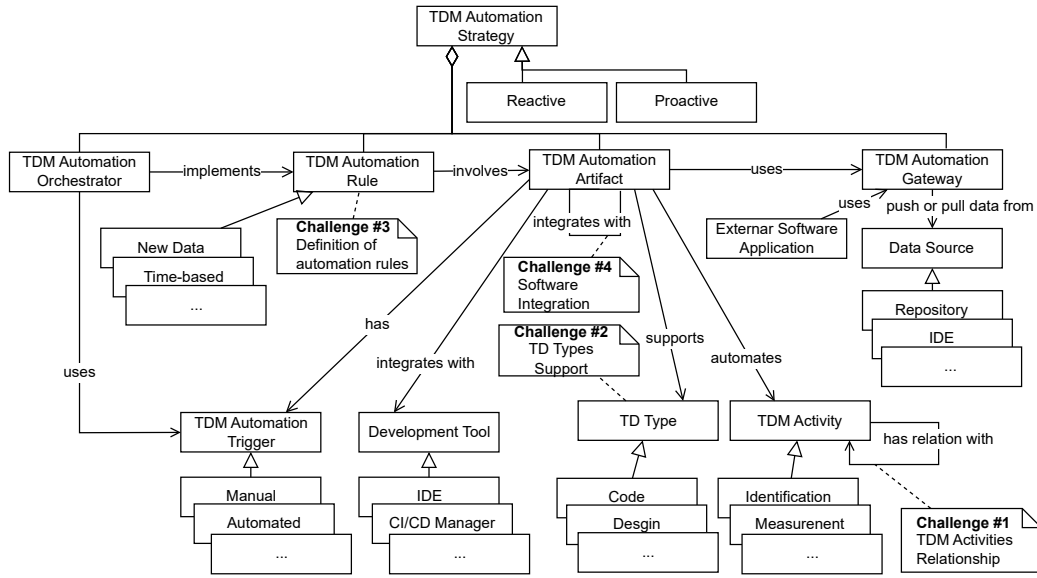 TDM Automation
Strategy
Reactive
Proactive
TDM Automation
Orchestrator
implements
TDM Automation
Rule
involves
TDM Automation
Artifact
uses
TDM Automation
Gateway
integrates with
uses
push or pull data from
Challenge #3
Definition of
automation rules
Externar Software
Application
Data Source
New Data
Time-based
...
Challenge #4
Software
Integration
Repository
IDE
...
has
Challenge #2
TD Types
Support
supports
automates
uses
integrates with
TDM Automation
Trigger
Development Tool
TD Type
TDM Activity
has relation with
Manual
Automated
...
IDE
CI/CD Manager
...
Code
Desgin
...
Identification
Measurenent
...
Challenge #1
TDM Activities
Relationship